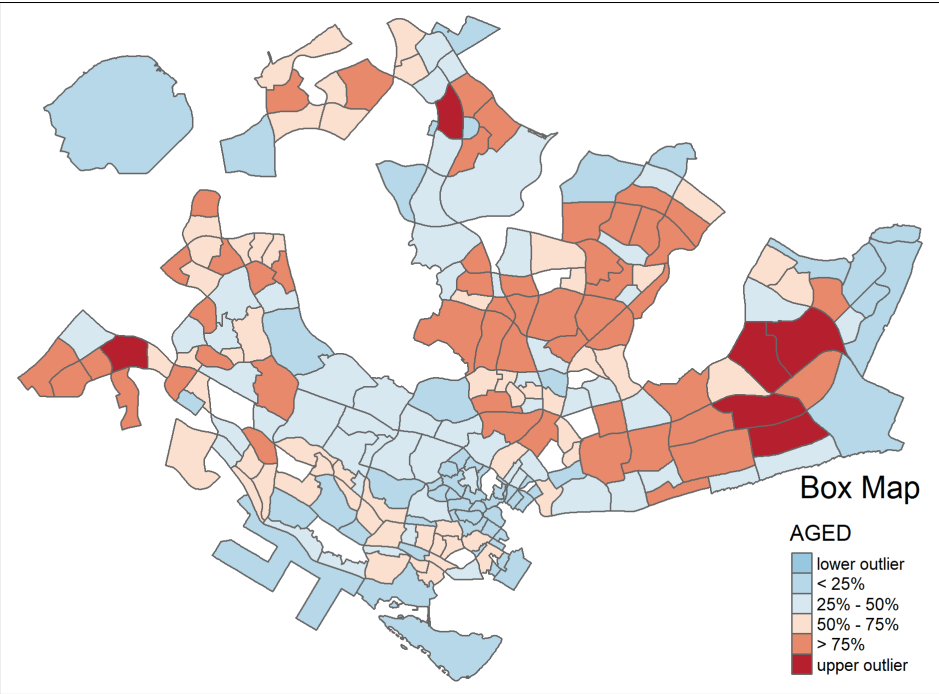 Box Map
AGED
lower outlier
< 25%
25% - 50%
50% - 75%
> 75%
upper outlier